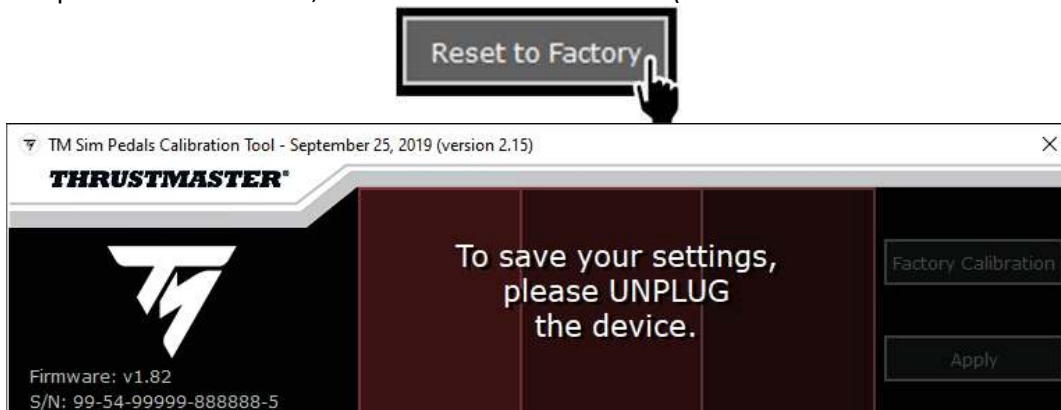 Reset to Factory
TM Sim Pedals Calibration Tool - September 25, 2019 (version 2.15)
THRUSTMASTER®
To save your settings,
please UNPLUG
the device.
Factory Calibration
Apply
Firmware: v1.82
S/N: 99-54-99999-888888-5